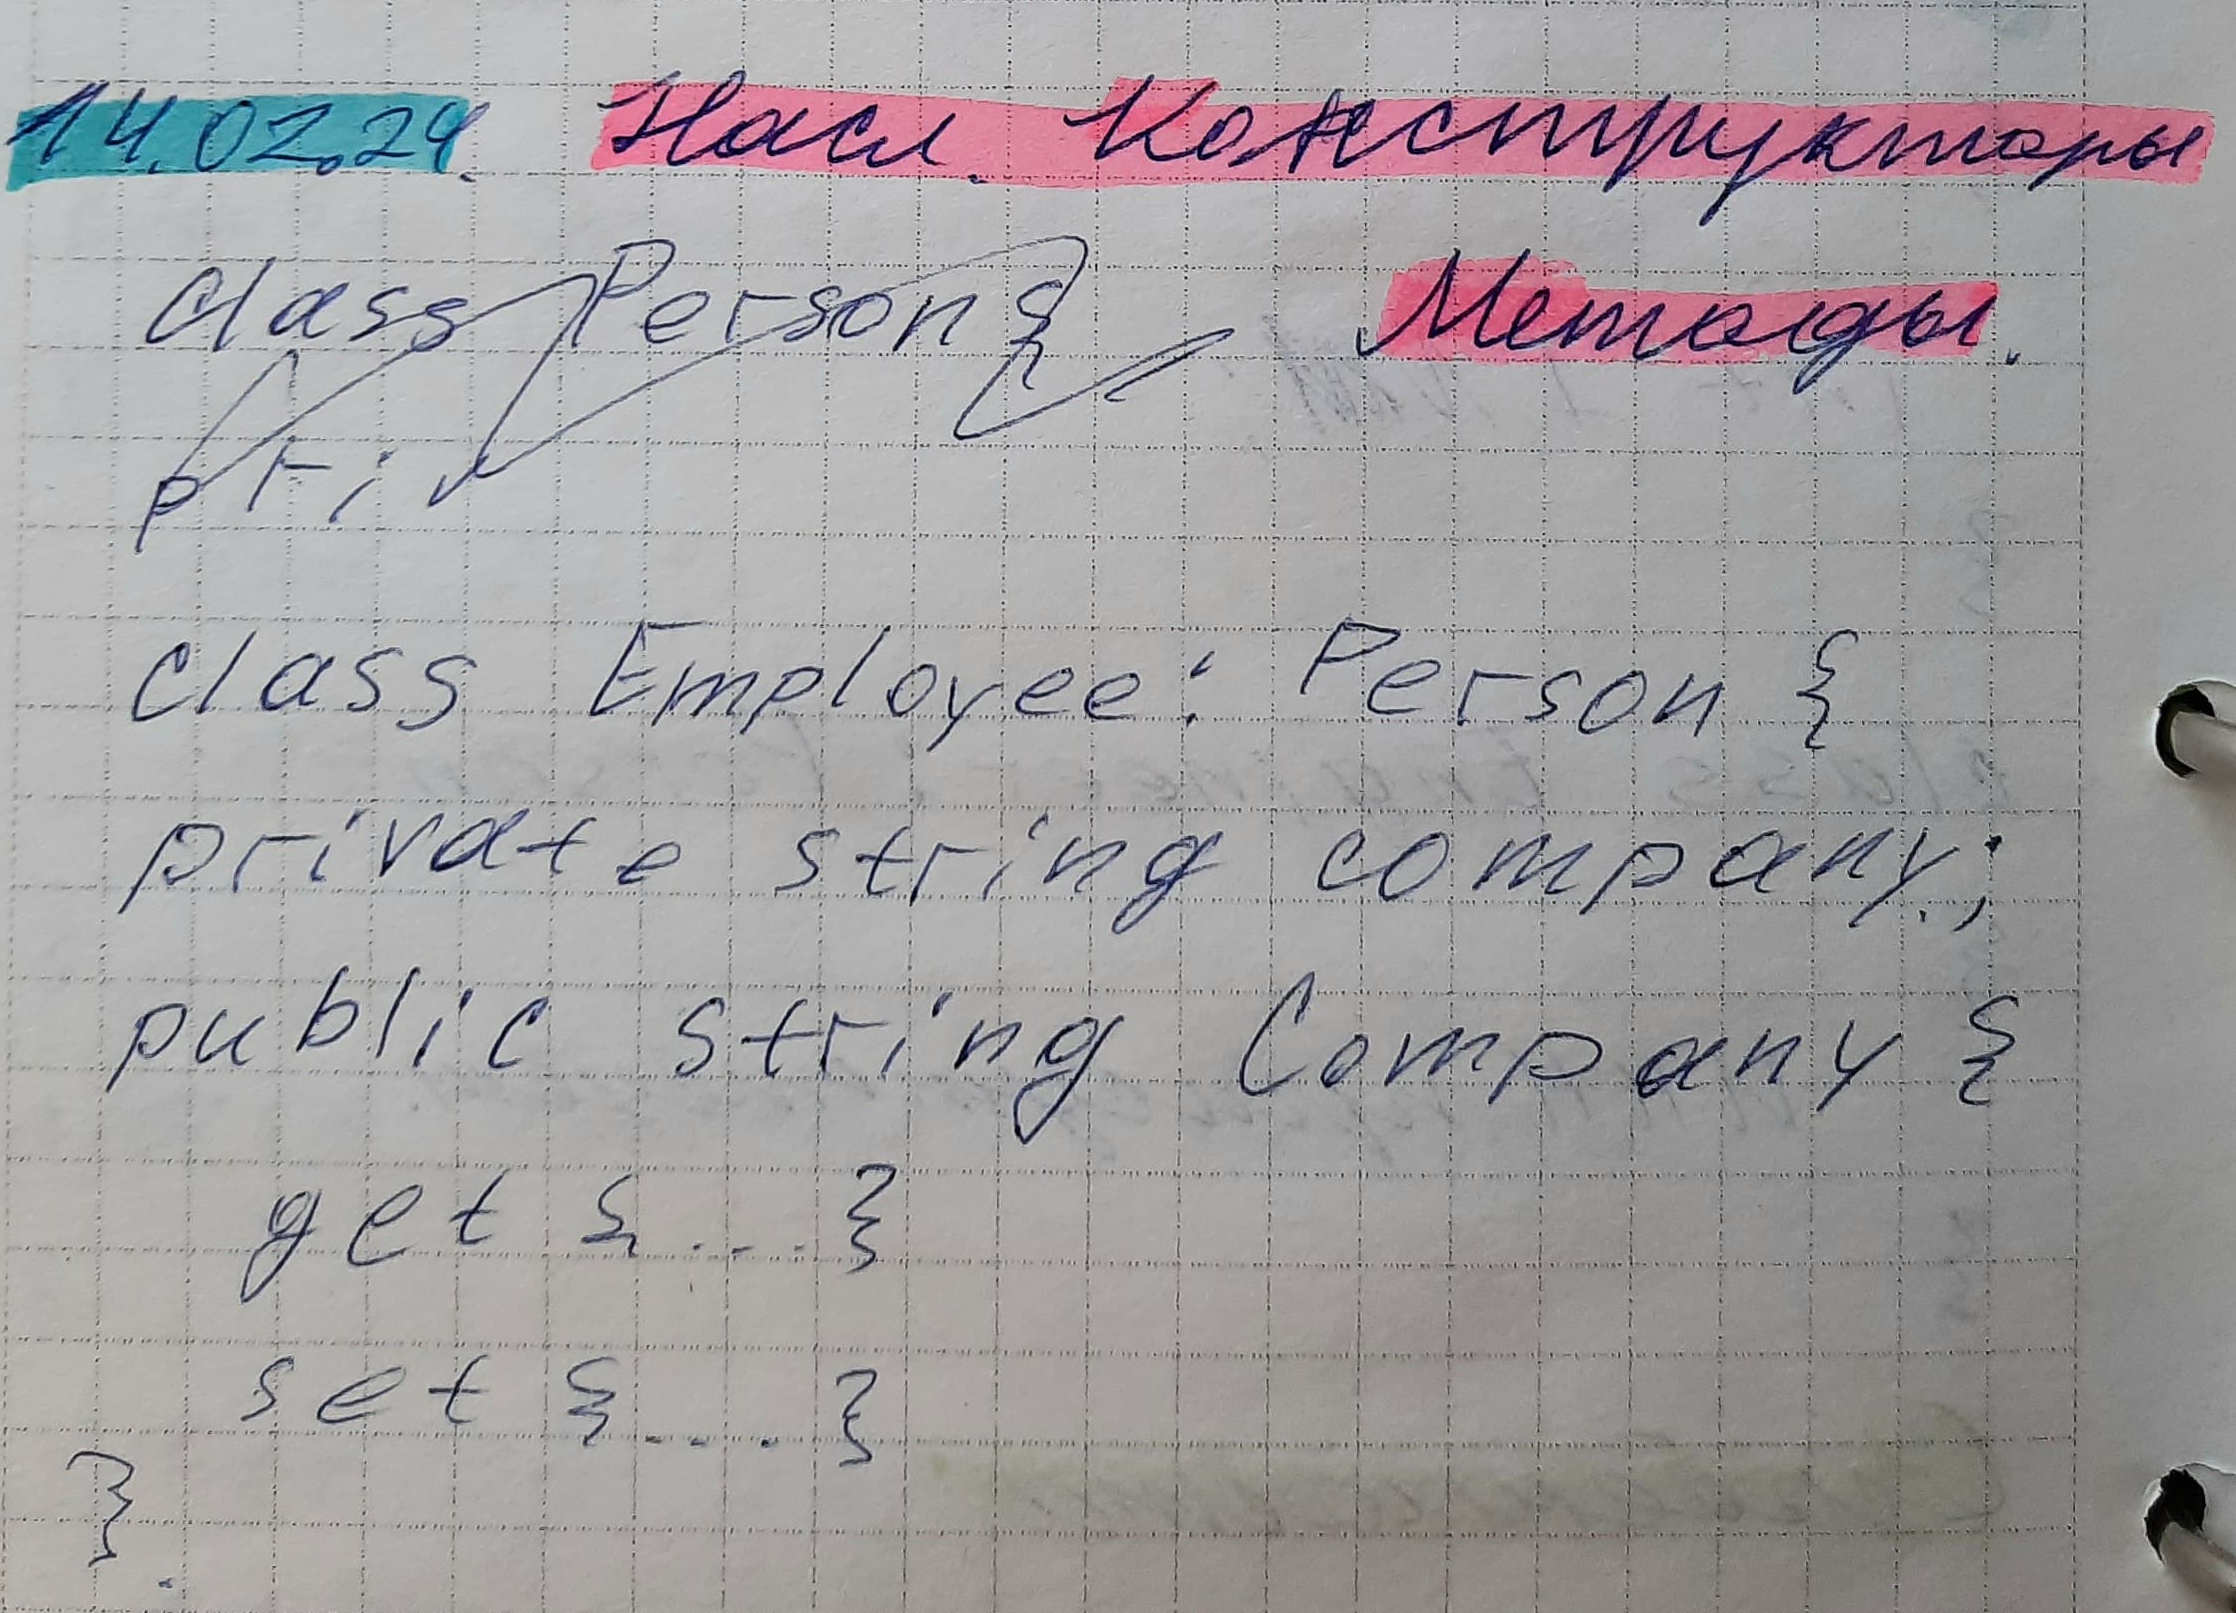 14.02.24. Насл. Конструкторы
Методы.
class Person {
priv
class Employee: Person {
private string company;
public string Company {
get {...}
set {...}
}